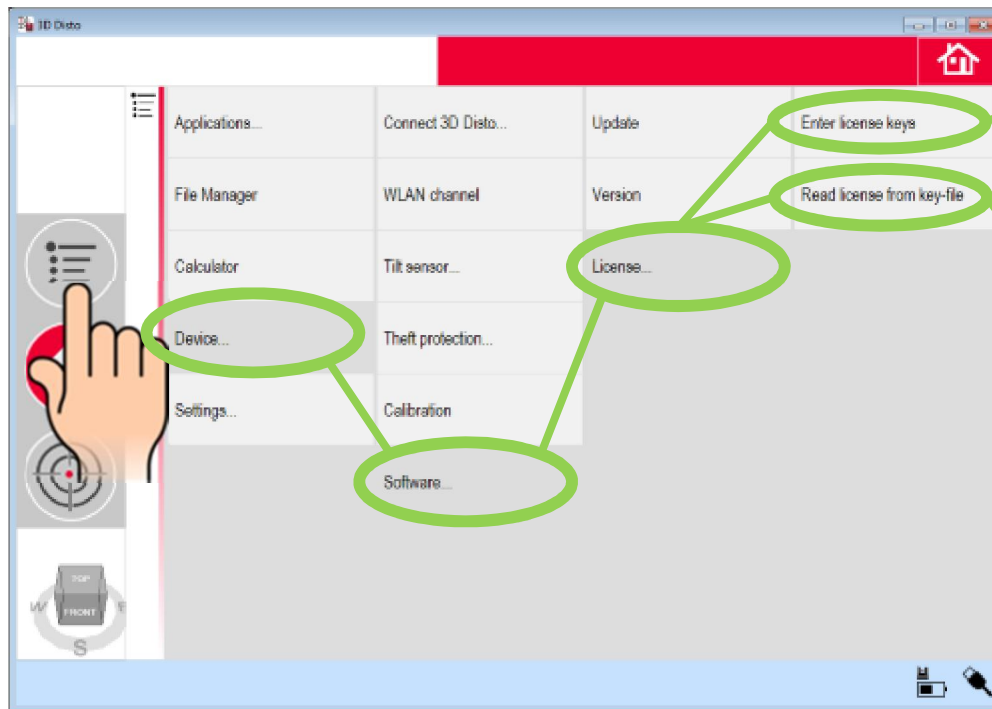 3D Disto
Applications...
Connect 3D Disto...
Update
Enter license keys
File Manager
WLAN channel
Version
Read license from key-file
Calculator
Tilt sensor...
License...
Device...
Theft protection...
Settings...
Calibration
Software...
TOP
W FRONT E
S